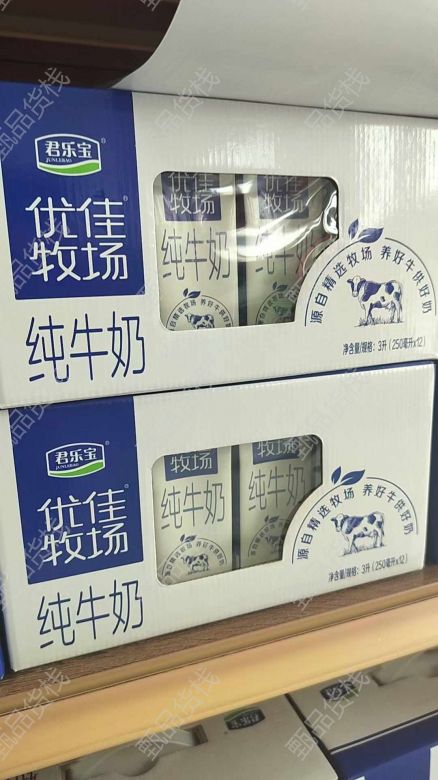 君乐宝
JUNLEBAO
优佳
牧场
纯牛奶
优佳
牧场
纯牛奶
源自精选牧场 养好牛供好奶
净含量/规格：3升（250毫升x12）
君乐宝
JUNLEBAO
优佳
牧场
纯牛奶
牧场
纯牛奶
纯牛奶
源自精选牧场 养好牛供好奶
净含量/规格：3升（250毫升x12）
甄品货栈